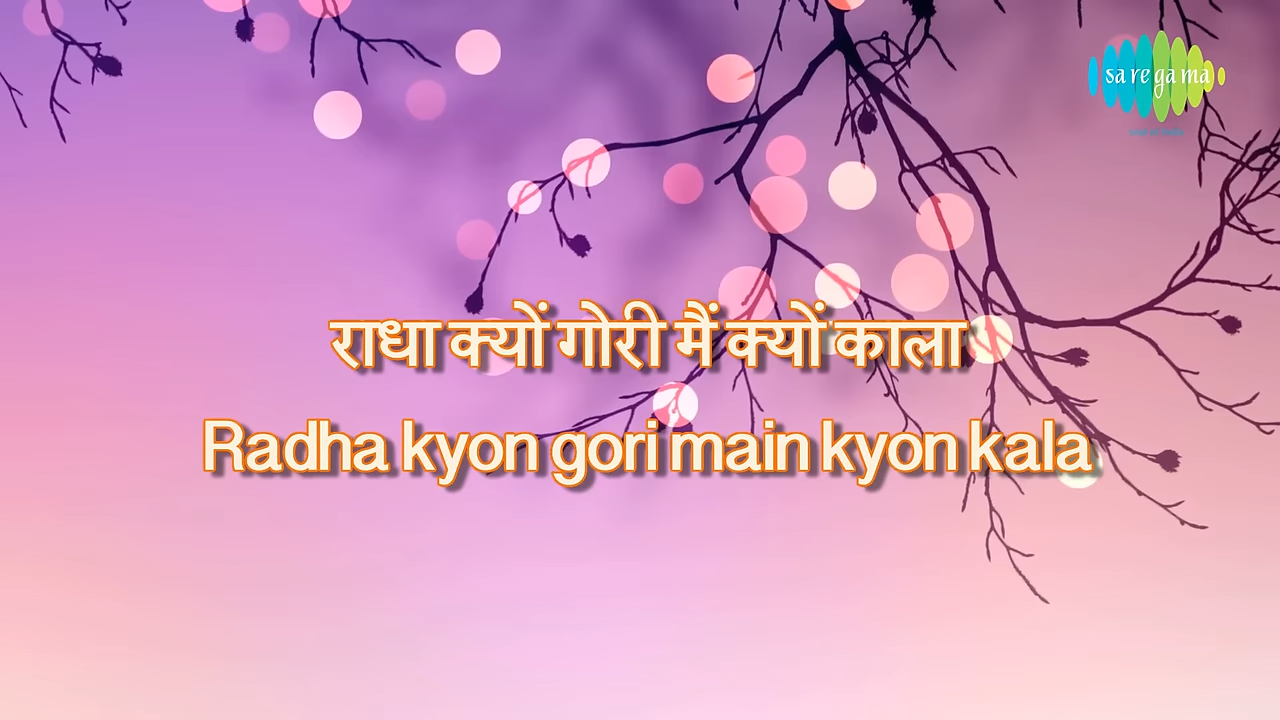 sa re ga ma
राधा क्यों गोरी मैं क्यों काला
Radha kyon gori main kyon kala